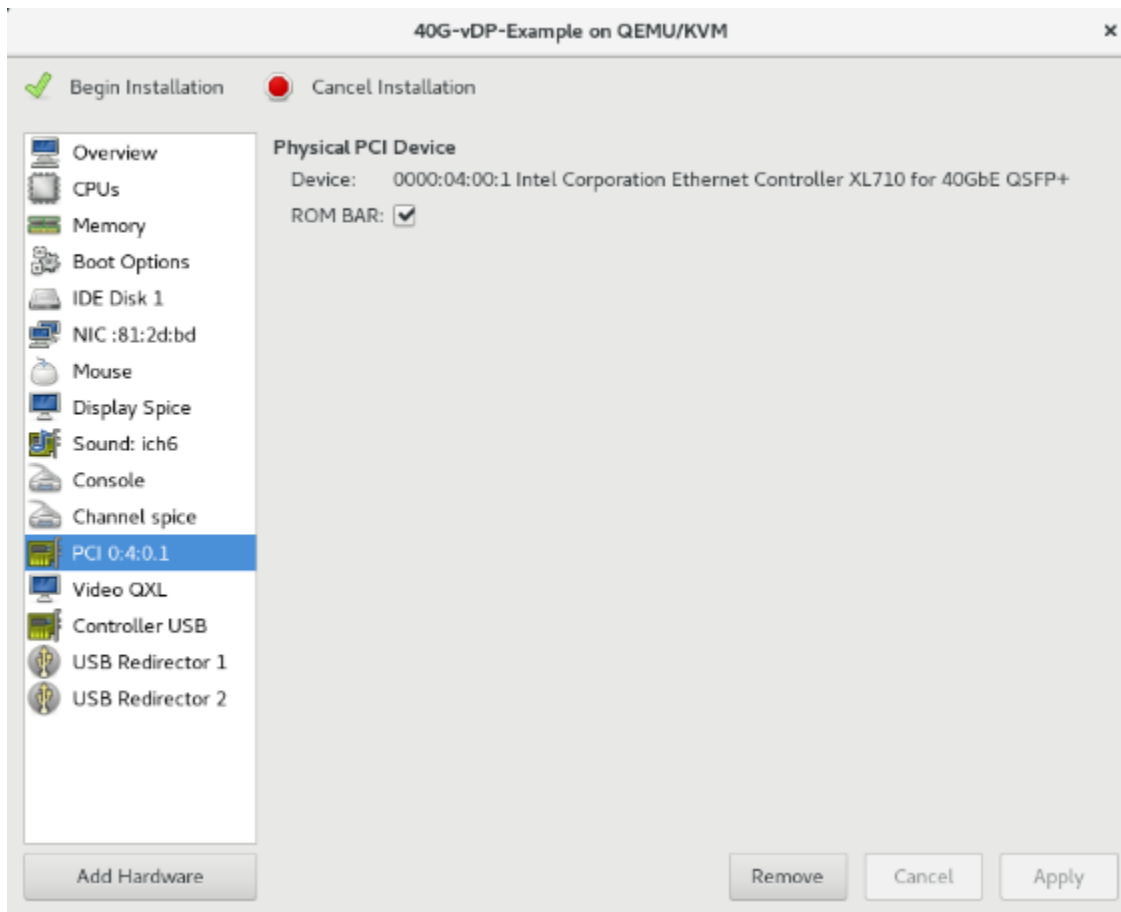 40G-vDP-Example on QEMU/KVM ×
Begin Installation Cancel Installation
Overview
CPUs
Memory
Boot Options
IDE Disk 1
NIC :81:2d:bd
Mouse
Display Spice
Sound: ich6
Console
Channel spice
PCI 0:4:0.1
Video QXL
Controller USB
USB Redirector 1
USB Redirector 2
Add Hardware
Physical PCI Device
Device: 0000:04:00:1 Intel Corporation Ethernet Controller XL710 for 40GbE QSFP+
ROM BAR:
Remove Cancel Apply